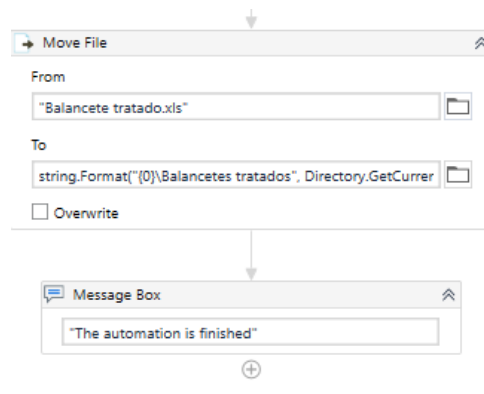 Move File
From
"Balancete tratado.xls"
To
string.Format("{0}\Balancetes tratados", Directory.GetCurrer
Overwrite
Message Box
"The automation is finished"